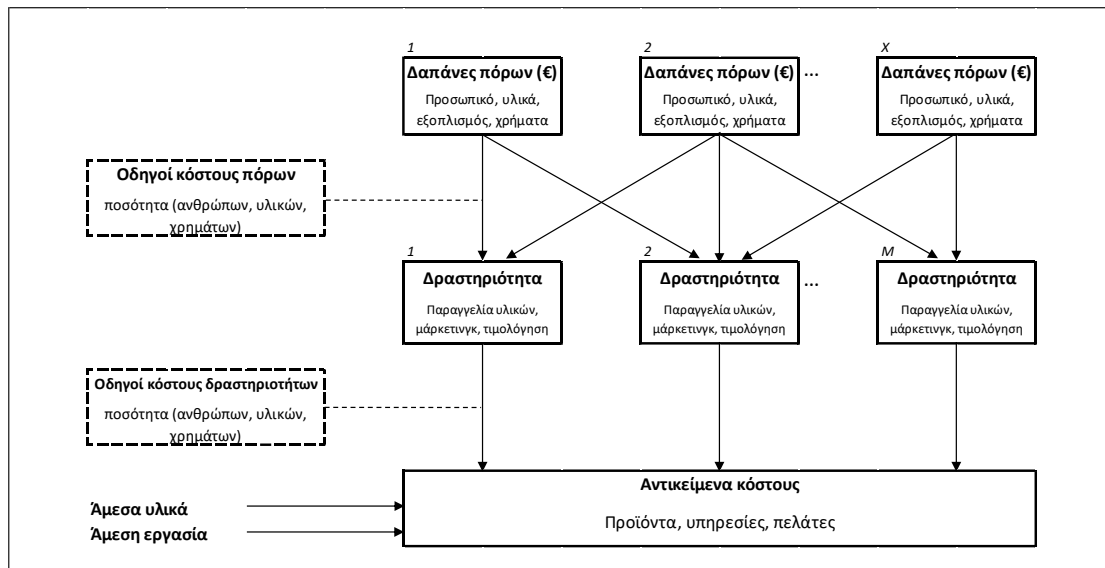 1
2
X
Δαπάνες πόρων (€)
Προσωπικό, υλικά,
εξοπλισμός, χρήματα
Δαπάνες πόρων (€)
Προσωπικό, υλικά,
εξοπλισμός, χρήματα
...
Δαπάνες πόρων (€)
Προσωπικό, υλικά,
εξοπλισμός, χρήματα
Οδηγοί κόστους πόρων
ποσότητα (ανθρώπων, υλικών,
χρημάτων)
1
2
M
Δραστηριότητα
Παραγγελία υλικών,
μάρκετινγκ, τιμολόγηση
Δραστηριότητα
Παραγγελία υλικών,
μάρκετινγκ, τιμολόγηση
...
Δραστηριότητα
Παραγγελία υλικών,
μάρκετινγκ, τιμολόγηση
Οδηγοί κόστους δραστηριοτήτων
ποσότητα (ανθρώπων, υλικών,
χρημάτων)
Αντικείμενα κόστους
Προϊόντα, υπηρεσίες, πελάτες
Άμεσα υλικά
Άμεση εργασία